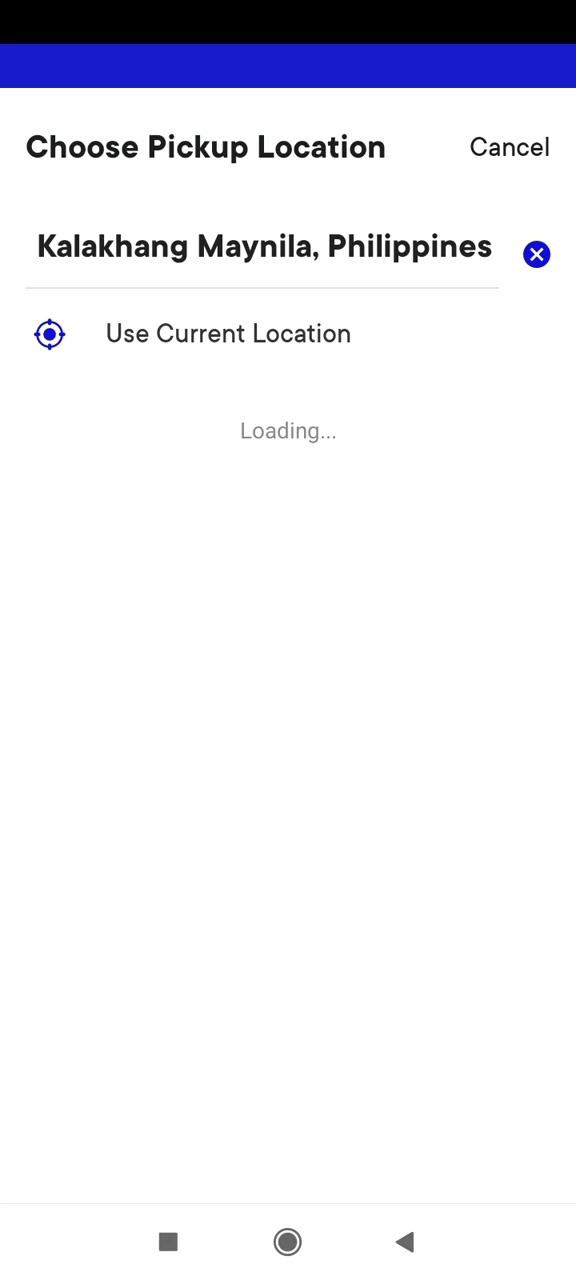 Choose Pickup Location
Cancel
Kalakhang Maynila, Philippines
Use Current Location
Loading...